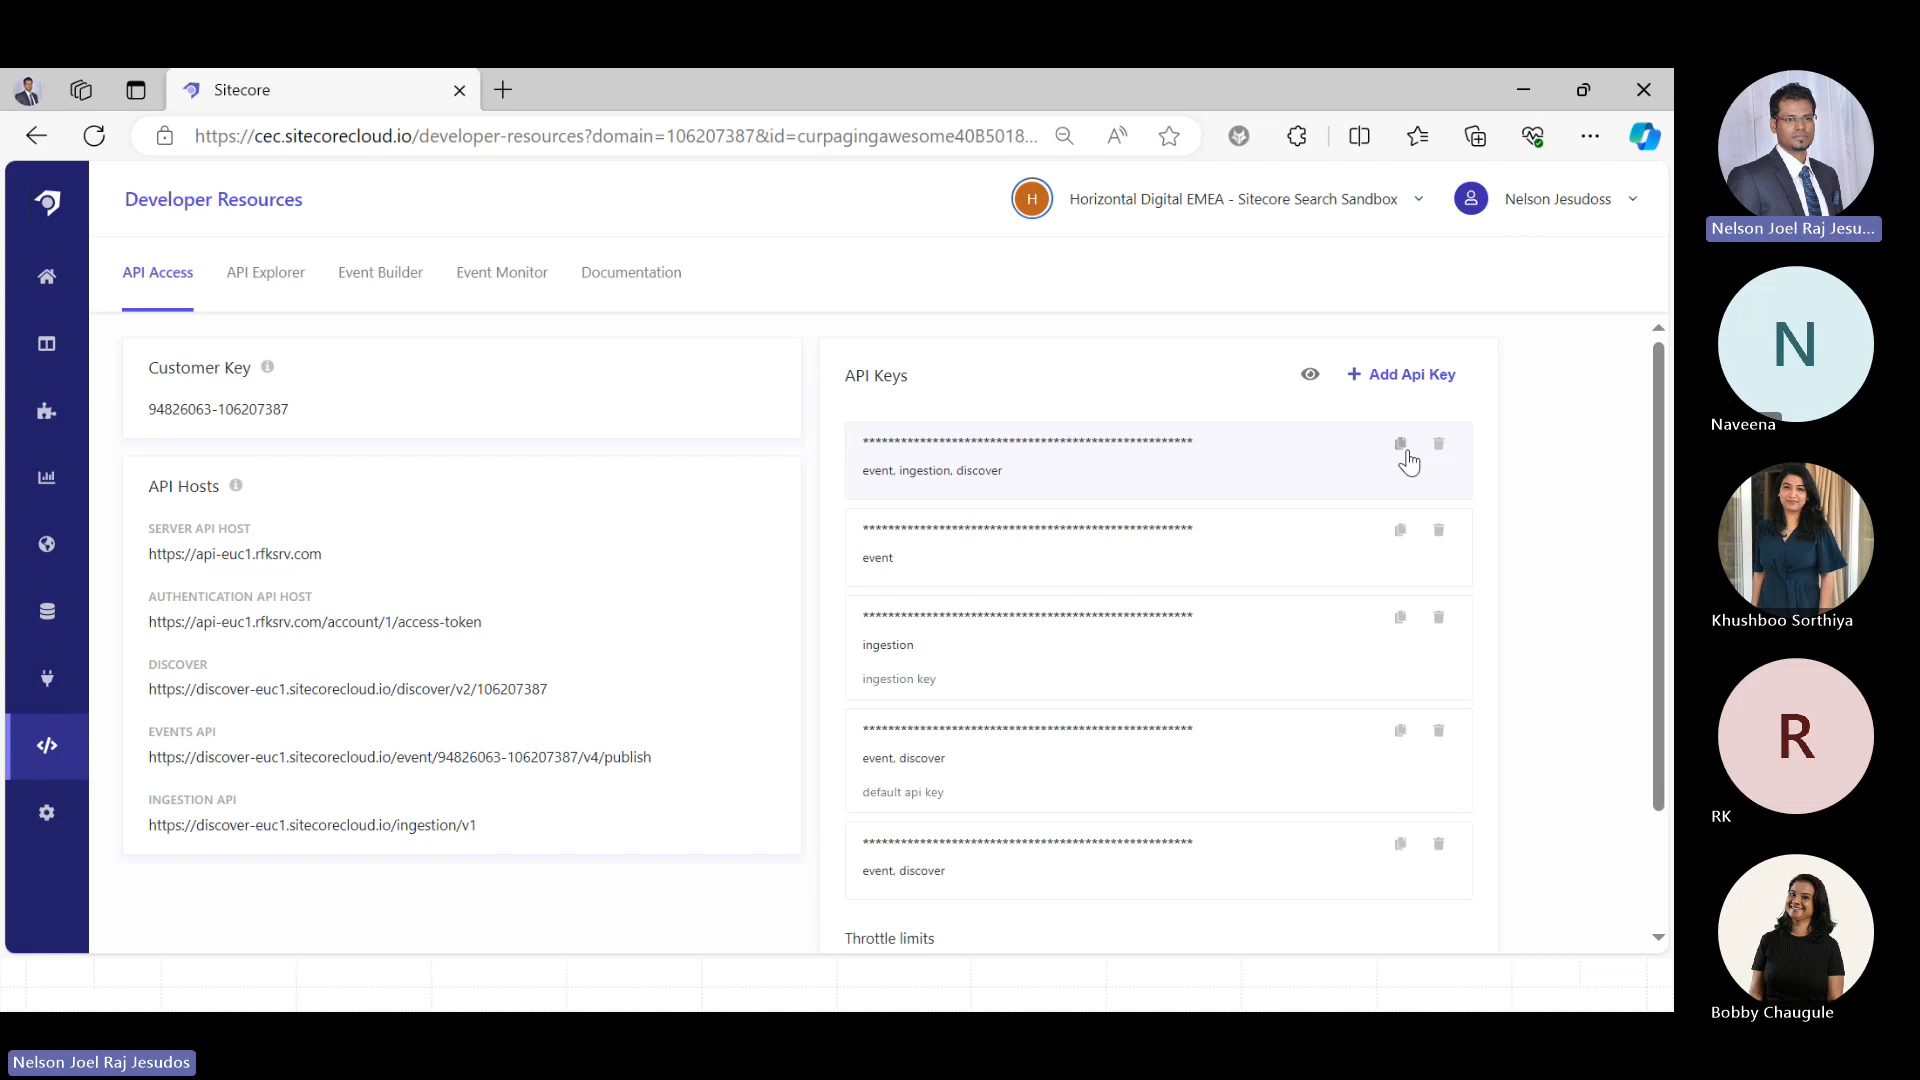 Sitecore
https://cec.sitecorecloud.io/developer-resources?domain=106207387&id=curpagingawesome40B5018...
Developer Resources
H
Horizontal Digital EMEA - Sitecore Search Sandbox
Nelson Jesudoss
API Access
API Explorer
Event Builder
Event Monitor
Documentation
Customer Key
94826063-106207387
API Hosts
SERVER API HOST
https://api-euc1.rfksrv.com
AUTHENTICATION API HOST
https://api-euc1.rfksrv.com/account/1/access-token
DISCOVER
https://discover-euc1.sitecorecloud.io/discover/v2/106207387
EVENTS API
https://discover-euc1.sitecorecloud.io/event/94826063-106207387/v4/publish
INGESTION API
https://discover-euc1.sitecorecloud.io/ingestion/v1
API Keys
+ Add Api Key
****************************************************
event, ingestion, discover
****************************************************
event
****************************************************
ingestion
ingestion key
****************************************************
event, discover
default api key
****************************************************
event, discover
Throttle limits
Nelson Joel Raj Jesu...
N
Naveena
Khushboo Sorthiya
R
RK
Bobby Chaugule
Nelson Joel Raj Jesudos